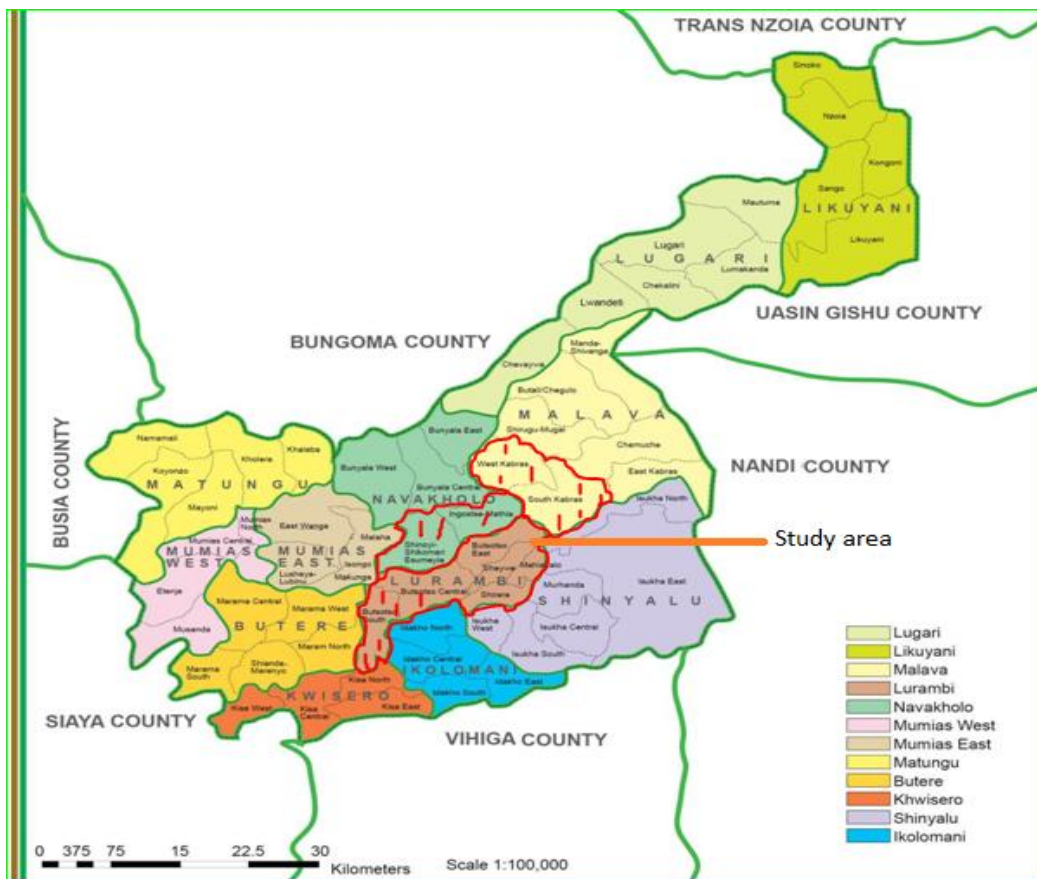 TRANS NZOIA COUNTY
Sinoko
Nzoia
Kongoni
Sango
LIKUYANI
Likuyani
Mautuma
Lugari
LUGARI
Lumakanda
Chekalini
Lwandeti
UASIN GISHU COUNTY
BUNGOMA COUNTY
Manda-
Shivanga
Chevaywa
Butali/Chegulo
MALAVA
Shirugu-Mugai
Chemuche
East Kabras
West Kabras
South Kabras
NANDI COUNTY
BUSIA COUNTY
Namamali
Khalaba
Kholera
Koyonzo
MATUNGU
Mayoni
Bunyala East
Bunyala West
Bunyala Central
NAVAKHOLO
Ingostse-Mathia
Shinoyi-
Shikomari
Esumeyia
Isukha North
Mumias
North
Mumias Central
MUMIAS
WEST
Etenje
Musanda
East Wanga
Malaha
MUMIAS
EAST
Isongo
Makunga
Lusheya-
Lubinu
Butsotso
East
Study area
Sheywe
Mahiakalo
LURAMBI
Butsotso Central
Shirere
Butsotso
South
Murhanda
Isukha East
SHINYALU
Isukha
West
Isukha Central
Isukha South
Marama Central
Marama West
BUTERE
Maram North
Marama
South
Shianda-
Marenyo
Idakho North
Idakho Central
IKOLOMANI
Idakho East
Idakho South
Kisa North
KWISERO
Kisa West
Kisa
Central
Kisa East
SIAYA COUNTY
VIHIGA COUNTY
Lugari
Likuyani
Malava
Lurambi
Navakholo
Mumias West
Mumias East
Matungu
Butere
Khwisero
Shinyalu
Ikolomani
0 375 75 15 22.5 30
Kilometers
Scale 1:100,000